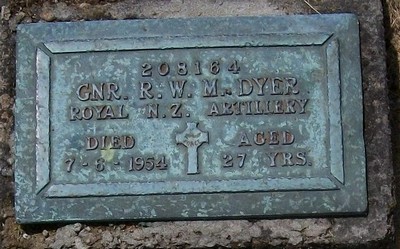 208164
GNR. R. W. M. DYER
ROYAL N.Z. ARTILLERY
DIED AGED
7-6-1954 27 YRS.